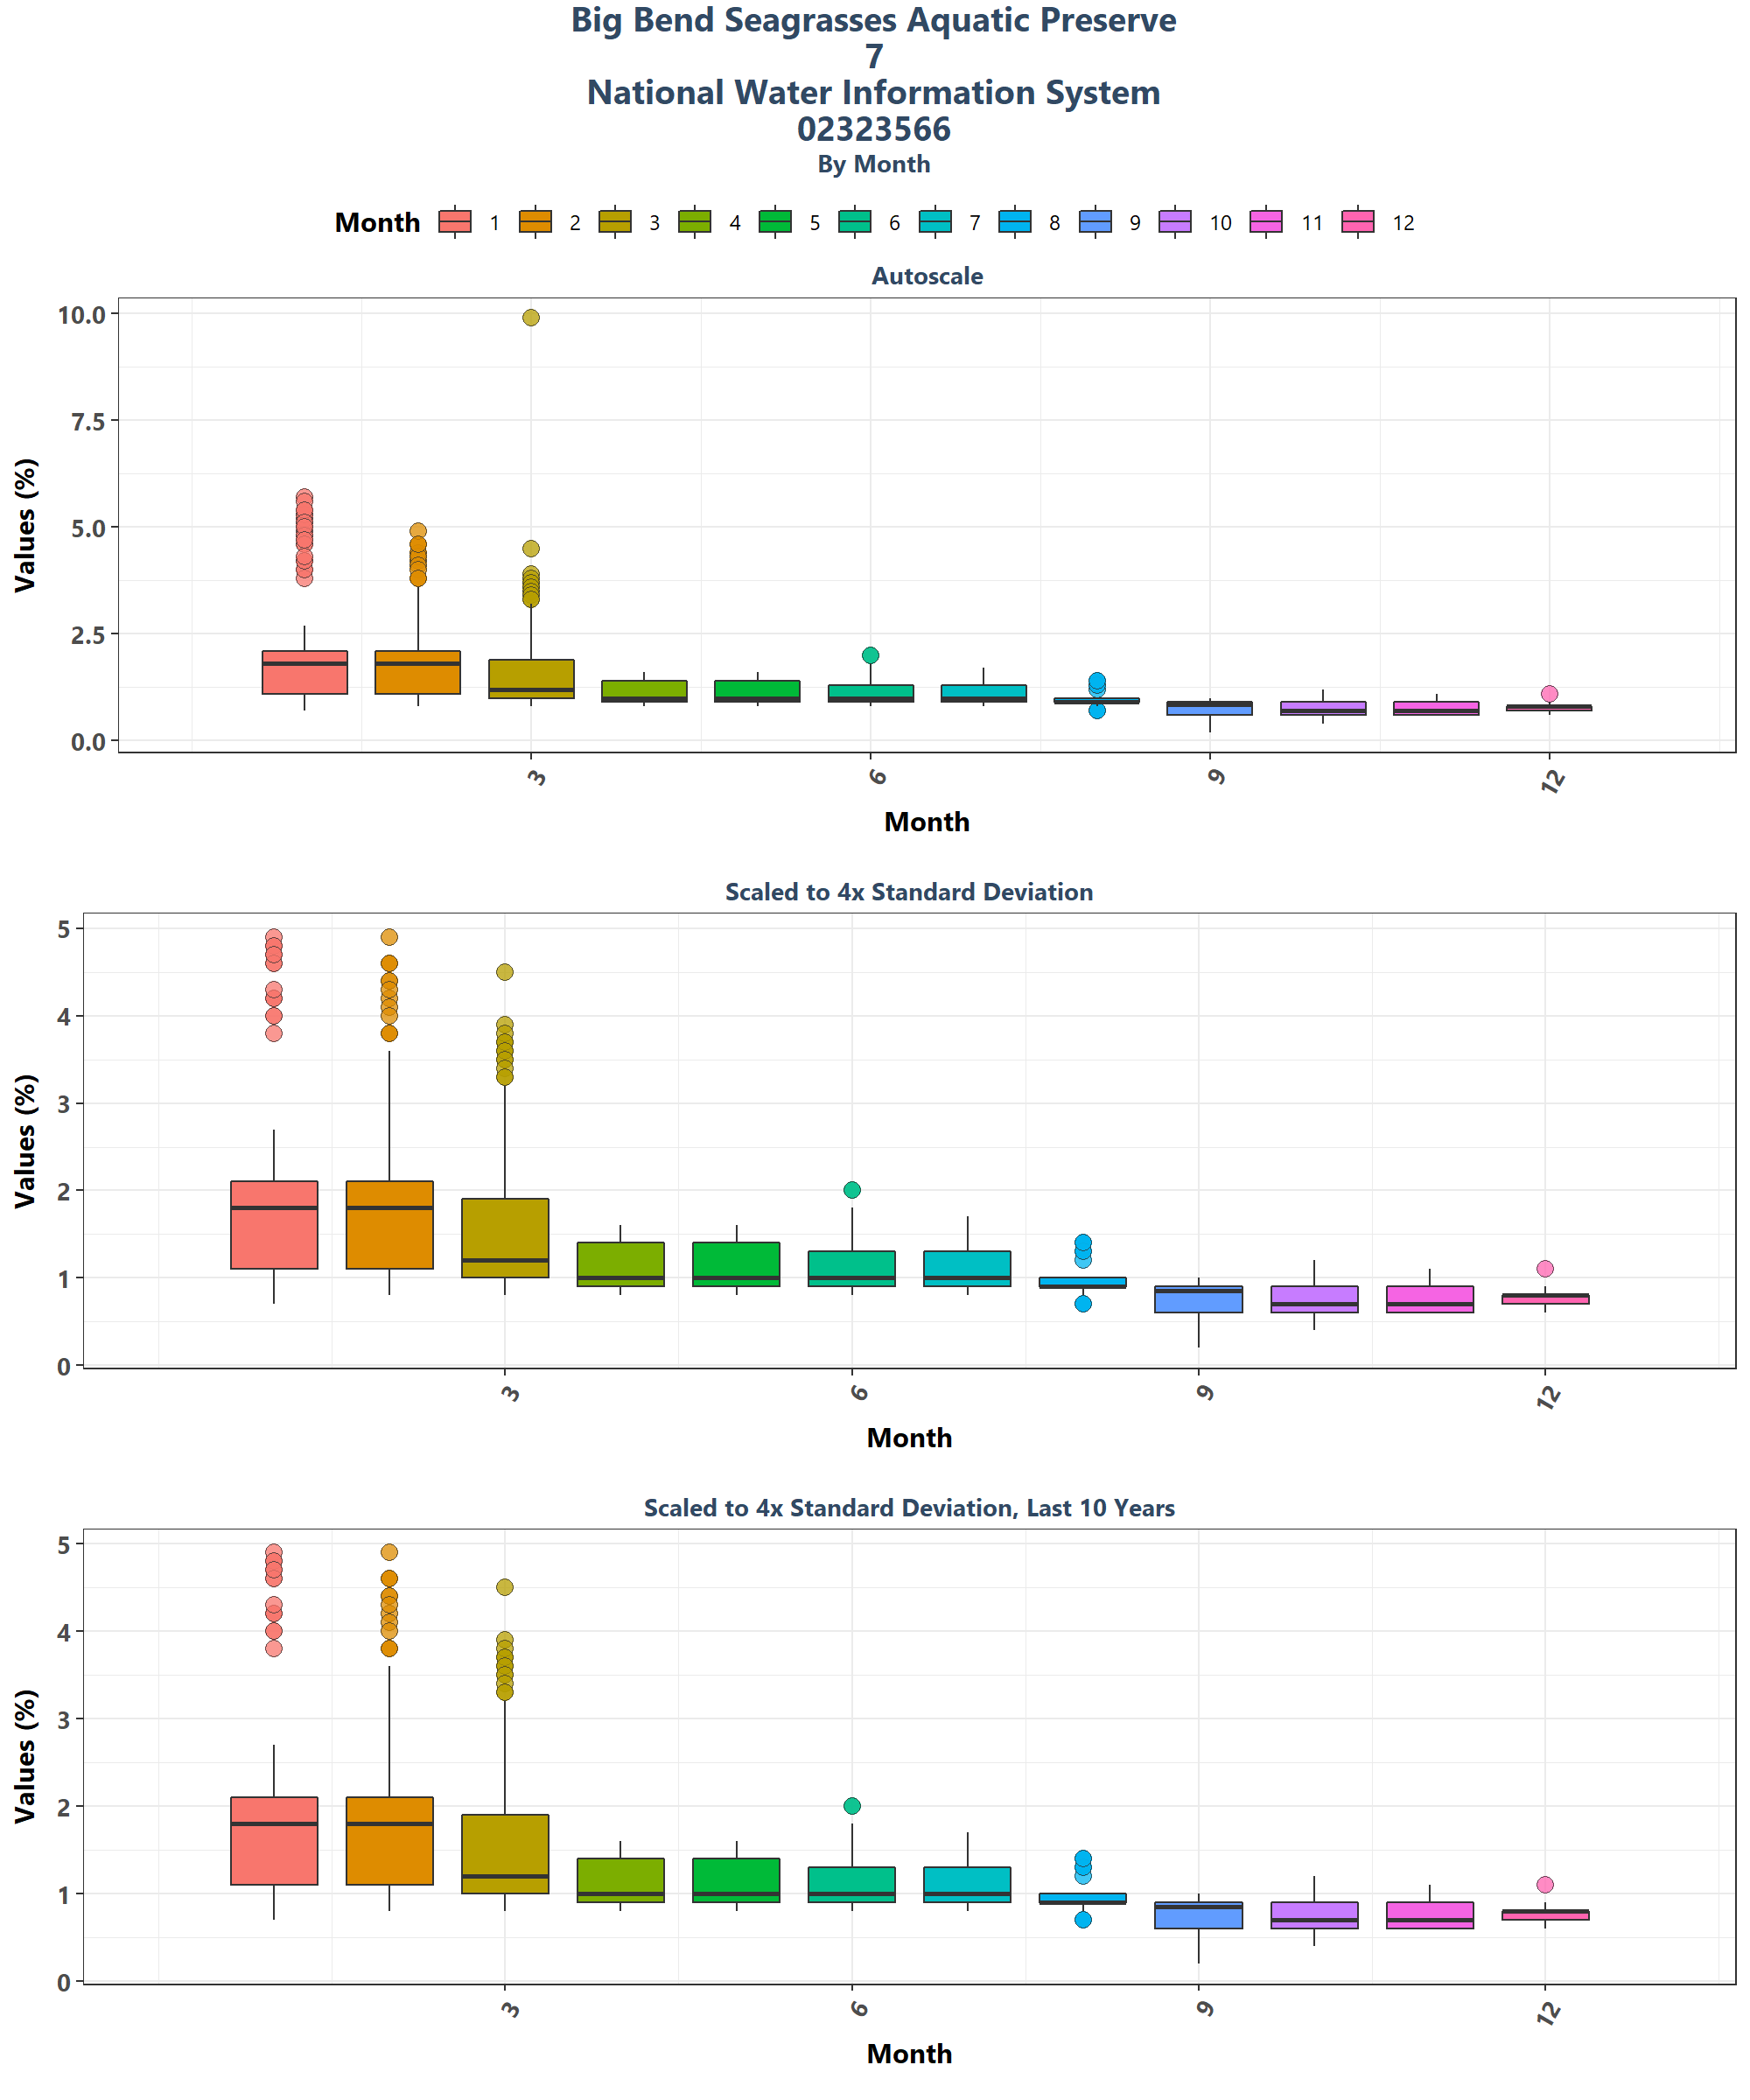 Big Bend Seagrasses Aquatic Preserve
7
National Water Information System
02323566
By Month
Month 1 2 3 4 5 6 7 8 9 10 11 12
Autoscale
Values (%)
10.0
7.5
5.0
2.5
0.0
3 6 9 12
Month
Scaled to 4x Standard Deviation
Values (%)
5
4
3
2
1
0
3 6 9 12
Month
Scaled to 4x Standard Deviation, Last 10 Years
Values (%)
5
4
3
2
1
0
3 6 9 12
Month